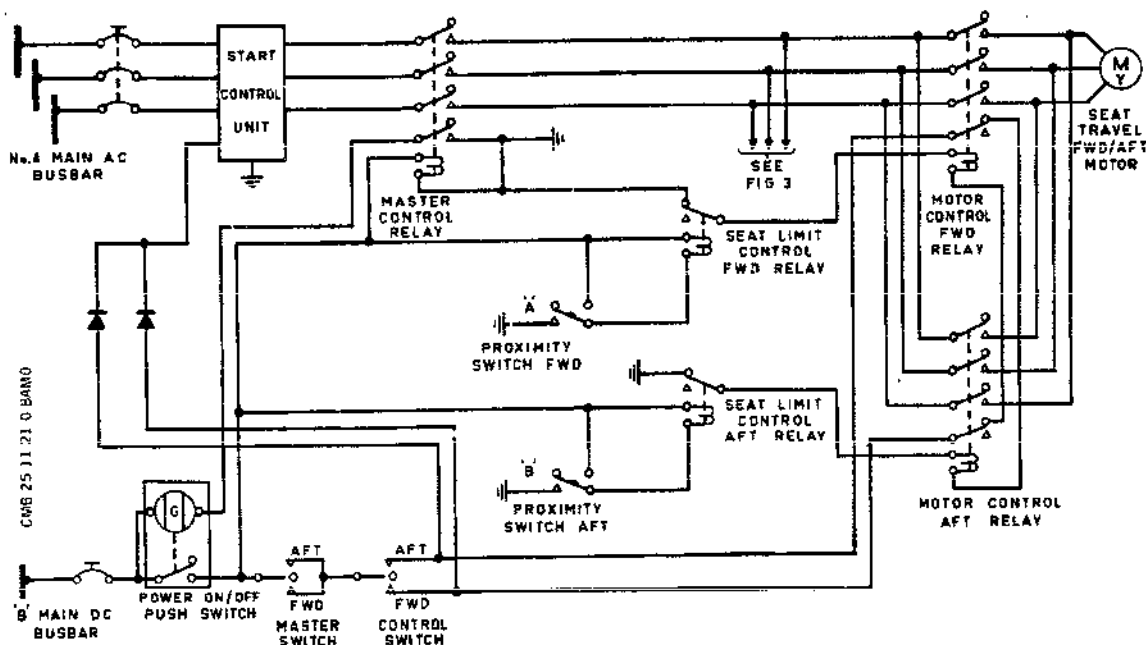 START
CONTROL
UNIT
No.4 MAIN AC
BUSBAR
MASTER
CONTROL
RELAY
SEE
FIG 3
M
SEAT
TRAVEL
FWD/AFT
MOTOR
MOTOR
CONTROL
FWD
RELAY
SEAT LIMIT
CONTROL
FWD RELAY
'A'
PROXIMITY
SWITCH FWD
SEAT LIMIT
CONTROL
AFT RELAY
'B'
PROXIMITY
SWITCH AFT
MOTOR CONTROL
AFT RELAY
CMB 25 11 21 0 BAM0
G
POWER ON/OFF
PUSH SWITCH
'B' MAIN DC
BUSBAR
AFT
FWD
MASTER
SWITCH
AFT
FWD
CONTROL
SWITCH